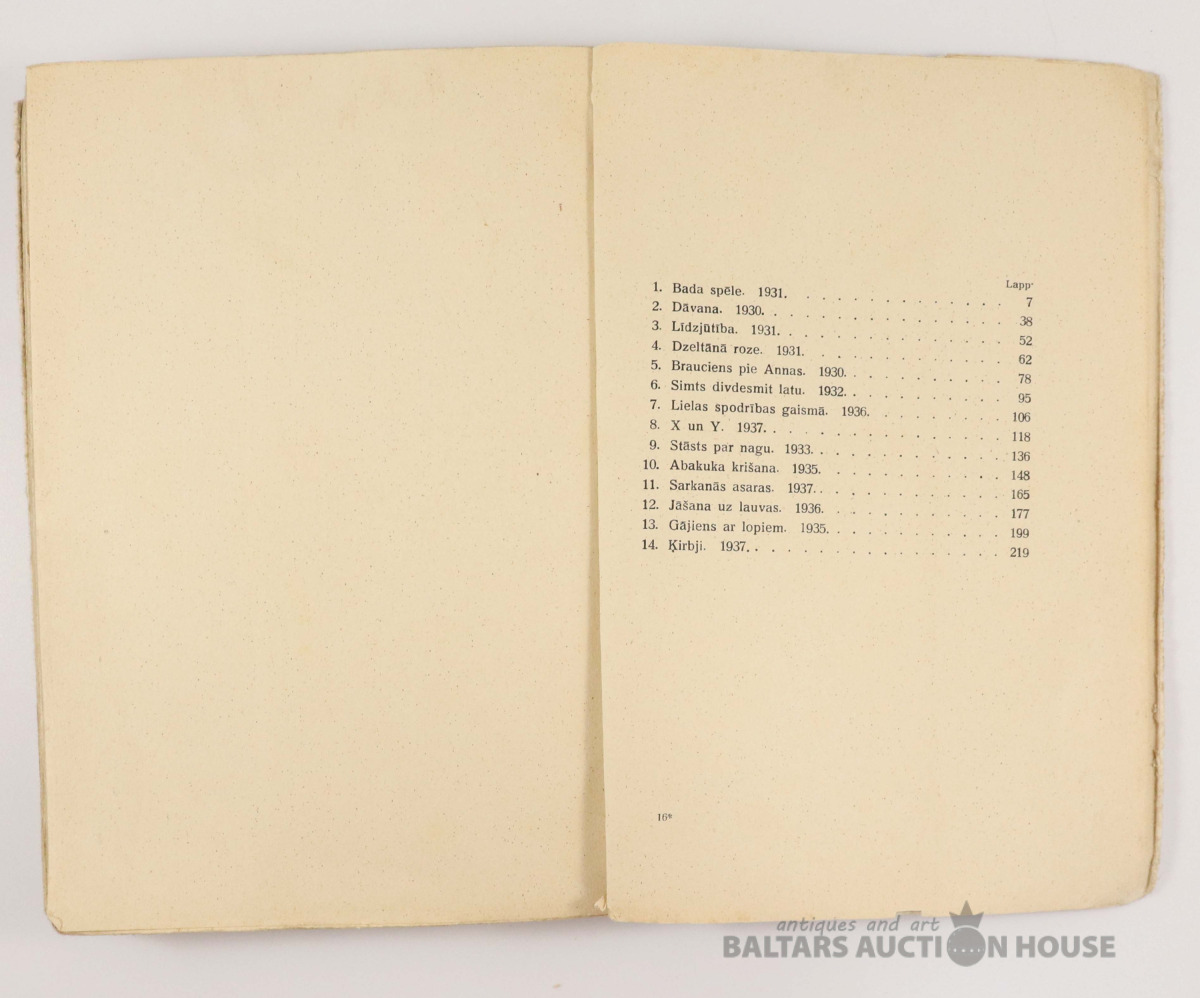 Lapp.
1. Bada spēle. 1931. . . . . . . . . . . . 7
2. Dāvana. 1930. . . . . . . . . . . . . 38
3. Līdzjūtība. 1931. . . . . . . . . . . . 52
4. Dzeltānā roze. 1931. . . . . . . . . . . 62
5. Brauciens pie Annas. 1930. . . . . . . . . . 78
6. Simts divdesmit latu. 1932. . . . . . . . . . 95
7. Lielas spodrības gaismā. 1936. . . . . . . . 106
8. X un Y. 1937. . . . . . . . . . . . . 118
9. Stāsts par nagu. 1933. . . . . . . . . . . 136
10. Abakuka krišana. 1935. . . . . . . . . . 148
11. Sarkanās asaras. 1937. . . . . . . . . . . 165
12. Jāšana uz lauvas. 1936. . . . . . . . . . 177
13. Gājiens ar lopiem. 1935. . . . . . . . . . 199
14. Ķirbji. 1937. . . . . . . . . . . . . 219
16*
antiques and art
BALTARS AUCTION HOUSE